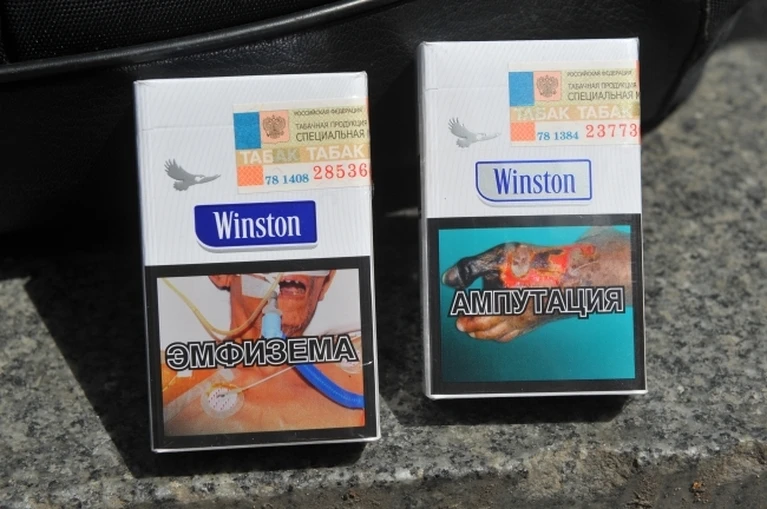 РОССИЙСКАЯ ФЕДЕРАЦИЯ
ТАБАЧНАЯ ПРОДУКЦИЯ
СПЕЦИАЛЬНАЯ
ТАБАК ТАБАК
78 1408 28536
Winston
ЭМФИЗЕМА
РОССИЙСКАЯ ФЕДЕРАЦИЯ
ТАБАЧНАЯ ПРОДУКЦИЯ
СПЕЦИАЛЬНАЯ
ТАБАК ТАБАК
78 1384 23773
Winston
АМПУТАЦИЯ